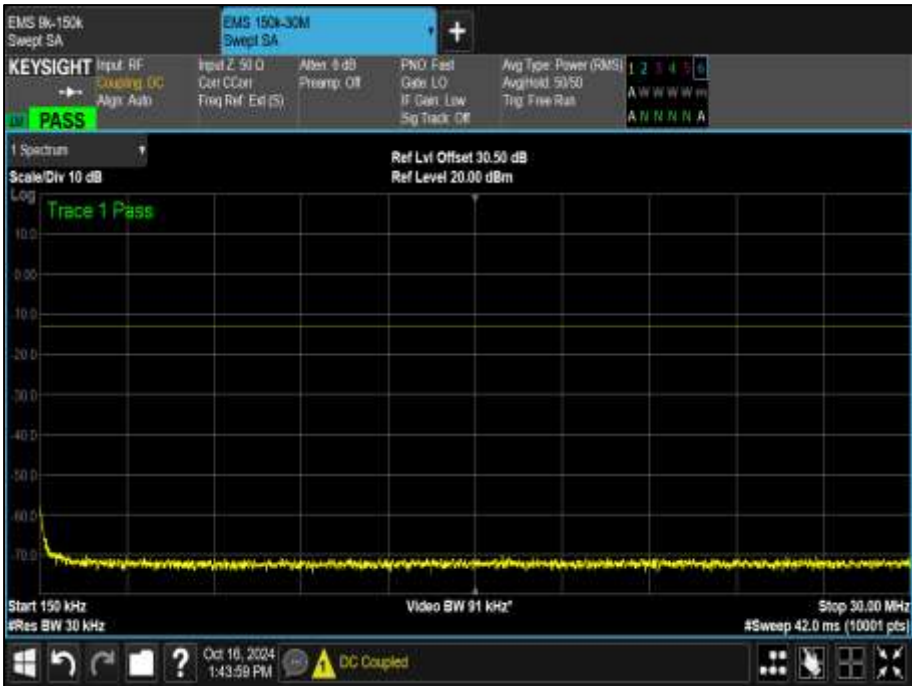 EMS 9k-150k
Swept SA
EMS 150k-30M
Swept SA
KEYSIGHT
Input: RF
Coupling: DC
Align: Auto
Input Z: 50 Ω
Corr CCorr
Freq Ref: Ext (S)
Atten: 6 dB
Preamp: Off
PNO: Fast
Gate: LO
IF Gain: Low
Sig Track: Off
Avg Type: Power (RMS)
Avg|Hold: 50/50
Trig: Free Run
1 2 3 4 5 6
A W W W W
A N N N N A
PASS
1 Spectrum
Scale/Div 10 dB
Ref Lvl Offset 30.50 dB
Ref Level 20.00 dBm
Log
Trace 1 Pass
10.0
0.00
-10.0
-20.0
-30.0
-40.0
-50.0
-60.0
-70.0
Start 150 kHz
#Res BW 30 kHz
Video BW 91 kHz*
Stop 30.00 MHz
#Sweep 42.0 ms (10001 pts)
?
Oct 16, 2024
1:43:59 PM
DC Coupled